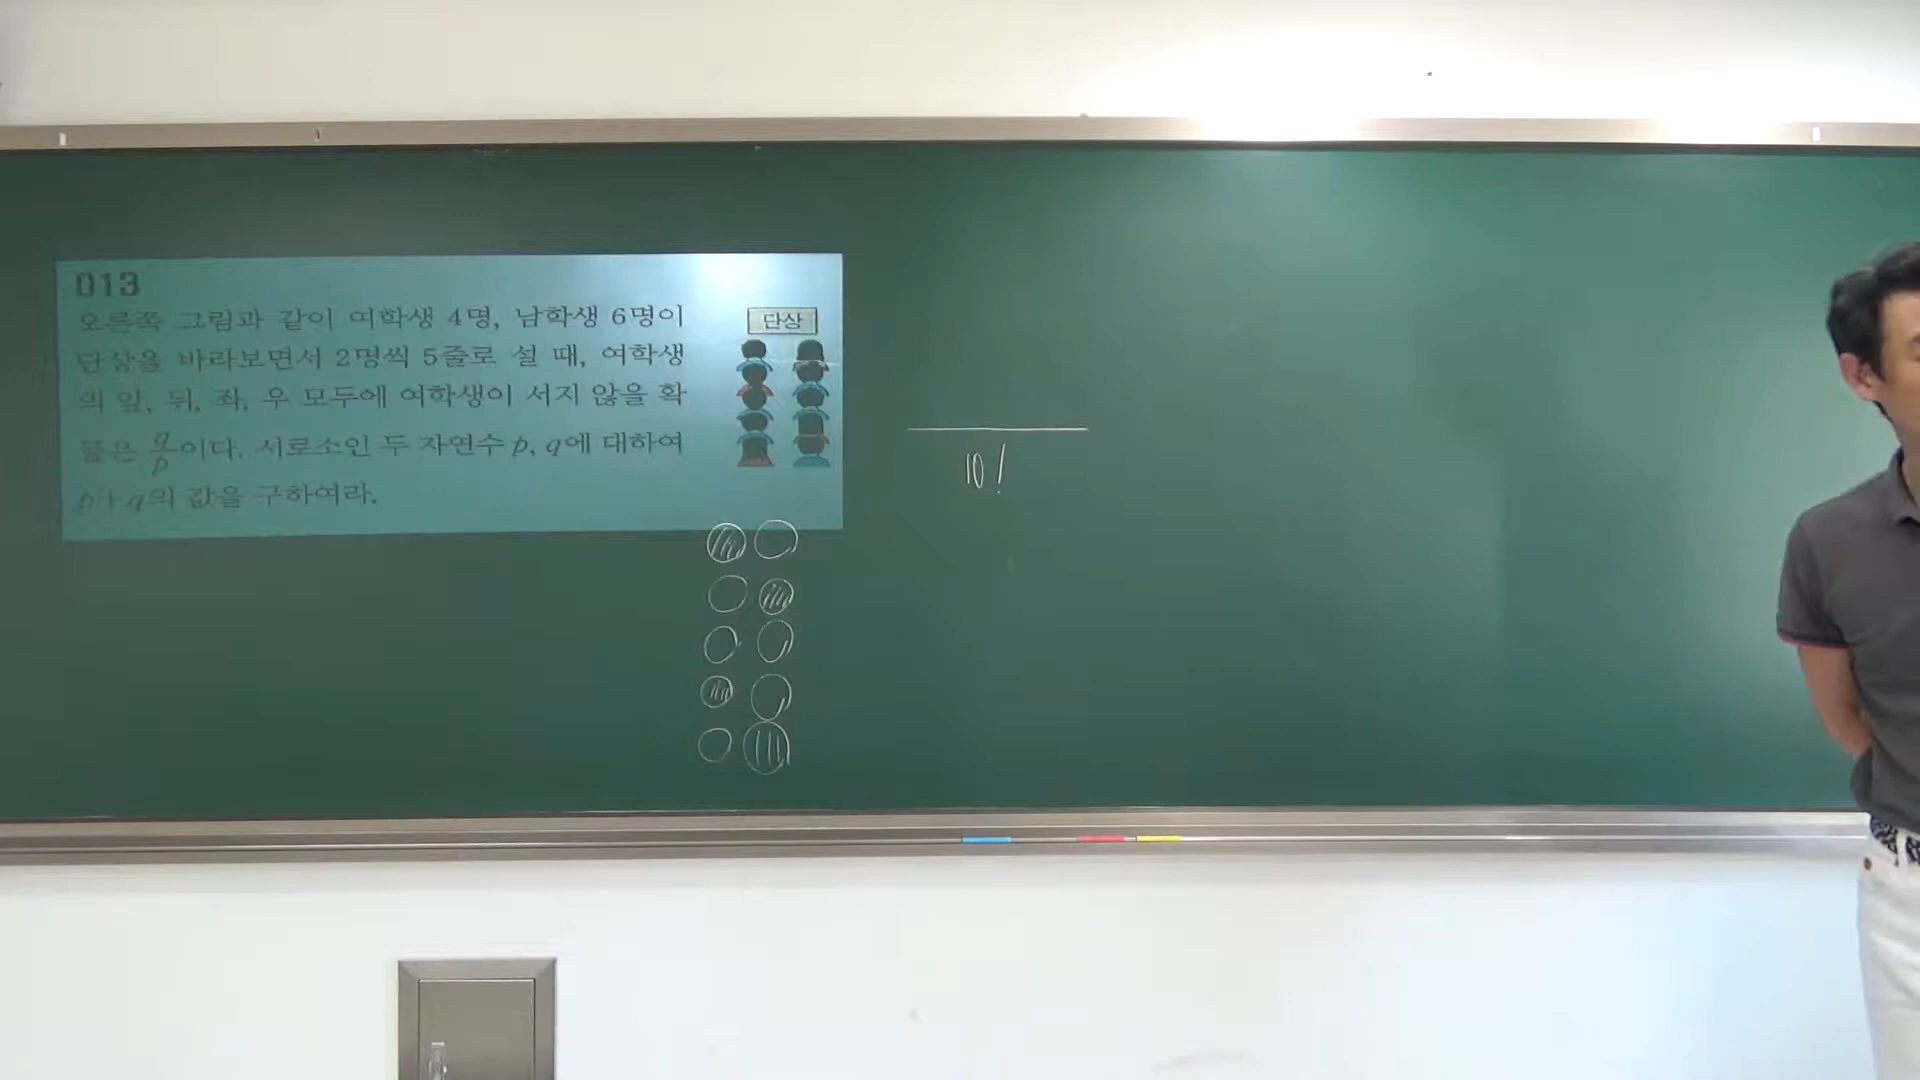 013
오른쪽 그림과 같이 여학생 4명, 남학생 6명이
단상을 바라보면서 2명씩 5줄로 설 때, 여학생
의 앞, 뒤, 좌, 우 모두에 여학생이 서지 않을 확
률은 q/p이다. 서로소인 두 자연수 p, q에 대하여
p+q의 값을 구하여라.
단상
10!